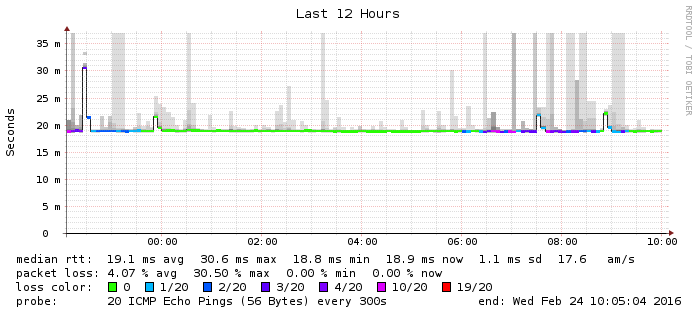 Last 12 Hours
RRDTOOL / TOBI OETIKER
Seconds
35 m
30 m
25 m
20 m
15 m
10 m
5 m
0
00:00 02:00 04:00 06:00 08:00 10:00
median rtt: 19.1 ms avg 30.6 ms max 18.8 ms min 18.9 ms now 1.1 ms sd 17.6 am/s
packet loss: 4.07 % avg 30.50 % max 0.00 % min 0.00 % now
loss color: 0 1/20 2/20 3/20 4/20 10/20 19/20
probe: 20 ICMP Echo Pings (56 Bytes) every 300s end: Wed Feb 24 10:05:04 2016